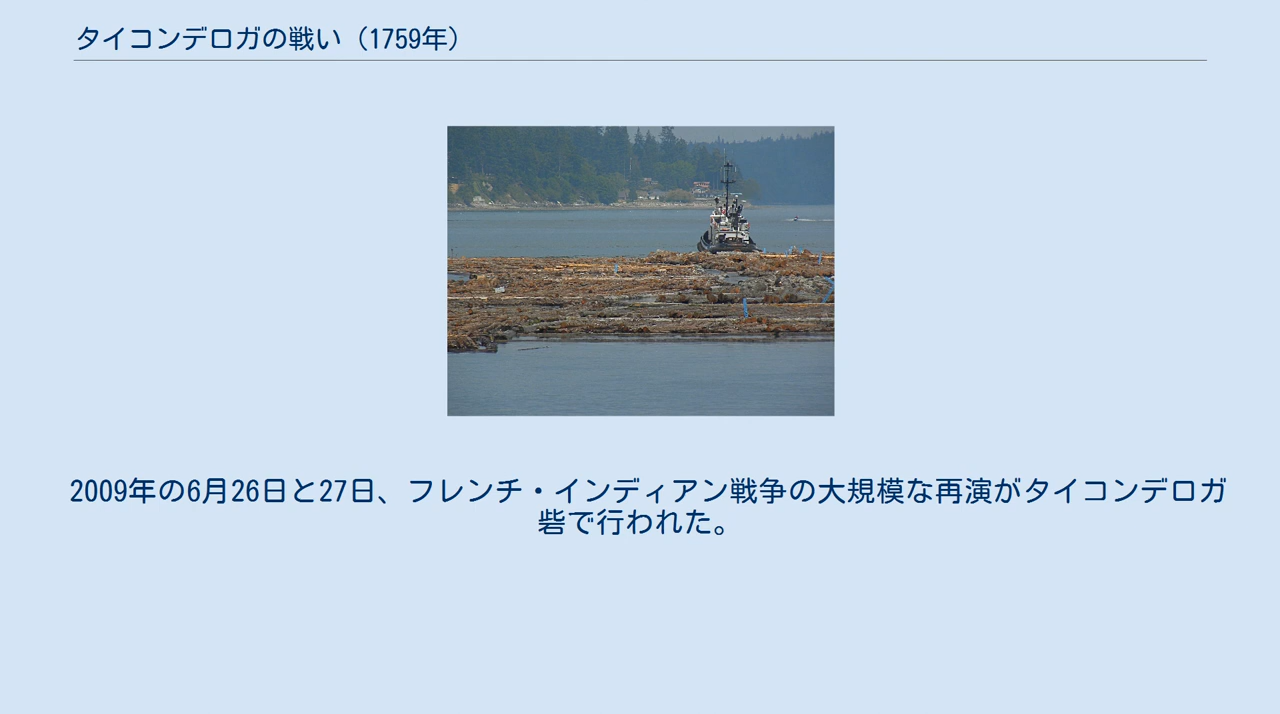 タイコンデロガの戦い（1759年）
2009年の6月26日と27日、フレンチ・インディアン戦争の大規模な再演がタイコンデロガ
砦で行われた。